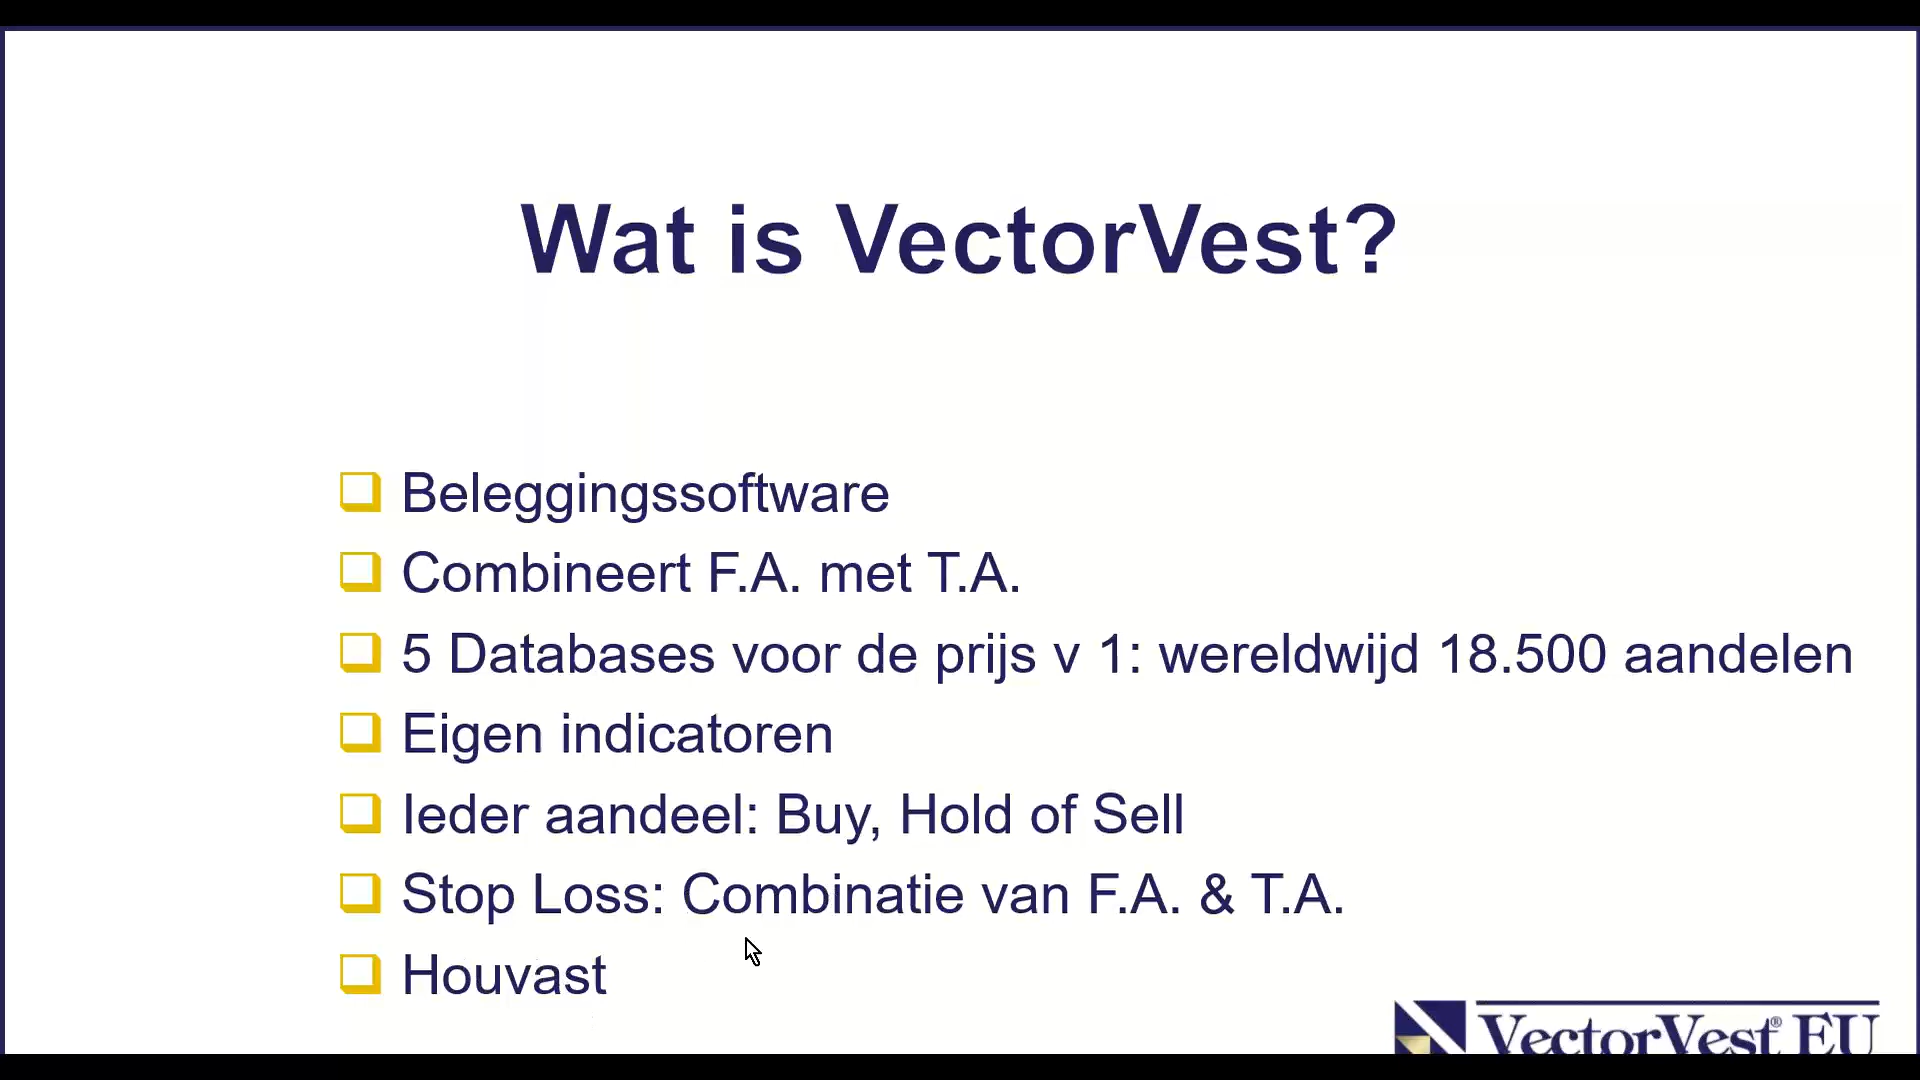 Wat is VectorVest?
Beleggingssoftware
Combineert F.A. met T.A.
5 Databases voor de prijs v 1: wereldwijd 18.500 aandelen
Eigen indicatoren
Ieder aandeel: Buy, Hold of Sell
Stop Loss: Combinatie van F.A. & T.A.
Houvast
VectorVest® EU